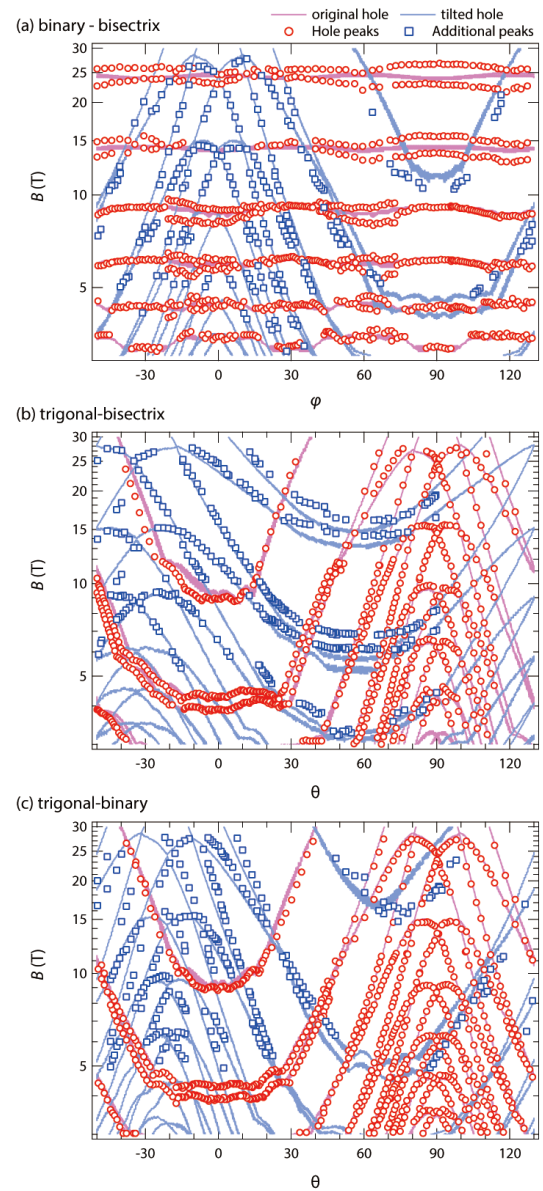 original hole tilted hole
(a) binary - bisectrix Hole peaks Additional peaks
30
25
20
15
10
5
B (T)
-30 0 30 60 90 120
φ
(b) trigonal-bisectrix
30
25
20
15
10
5
B (T)
-30 0 30 60 90 120
θ
(c) trigonal-binary
30
25
20
15
10
5
B (T)
-30 0 30 60 90 120
θ